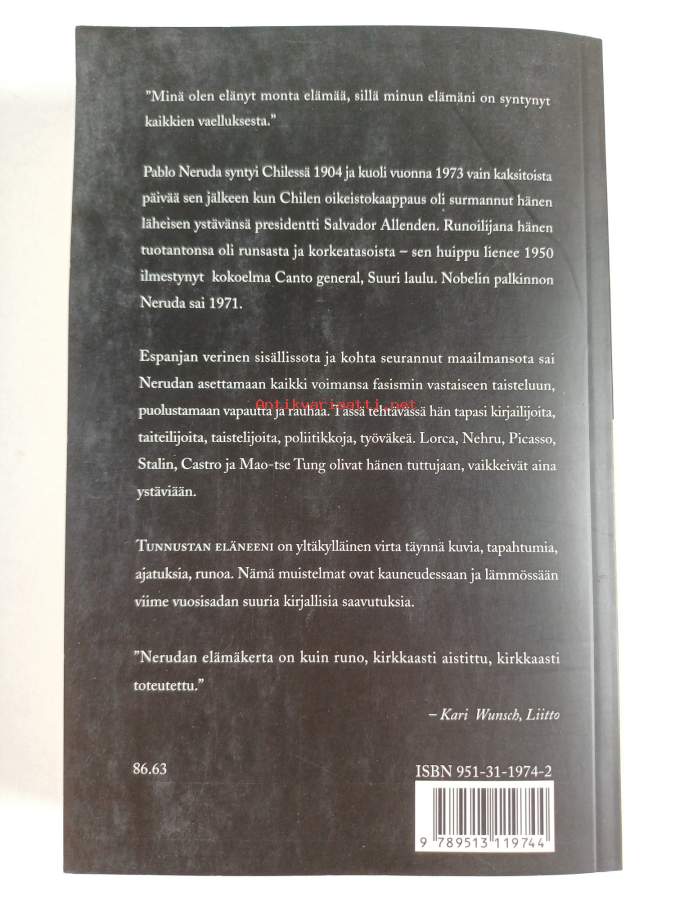 "Minä olen elänyt monta elämää, sillä minun elämäni on syntynyt
kaikkien vaelluksesta."
Pablo Neruda syntyi Chilessä 1904 ja kuoli vuonna 1973 vain kaksitoista
päivää sen jälkeen kun Chilen oikeistokaappaus oli surmannut hänen
läheisen ystävänsä presidentti Salvador Allenden. Runoilijana hänen
tuotantonsa oli runsasta ja korkeatasoista – sen huippu lienee 1950
ilmestynyt kokoelma Canto general, Suuri laulu. Nobelin palkinnon
Neruda sai 1971.
Espanjan verinen sisällissota ja kohta seurannut maailmansota sai
Nerudan asettamaan kaikki voimansa fasismin vastaiseen taisteluun,
puolustamaan vapautta ja rauhaa. Tässä tehtävässä hän tapasi kirjailijoita,
Antikvariaatti.net
taiteilijoita, taistelijoita, poliitikkoja, työväkeä. Lorca, Nehru, Picasso,
Stalin, Castro ja Mao-tse Tung olivat hänen tuttujaan, vaikkeivät aina
ystäviään.
TUNNUSTAN ELÄNEENI on yltäkylläinen virta täynnä kuvia, tapahtumia,
ajatuksia, runoa. Nämä muistelmat ovat kauneudessaan ja lämmössään
viime vuosisadan suuria kirjallisia saavutuksia.
"Nerudan elämäkerta on kuin runo, kirkkaasti aistittu, kirkkaasti
toteutettu."
– Kari Wunsch, Liitto
86.63
ISBN 951-31-1974-2
9 789513 119744